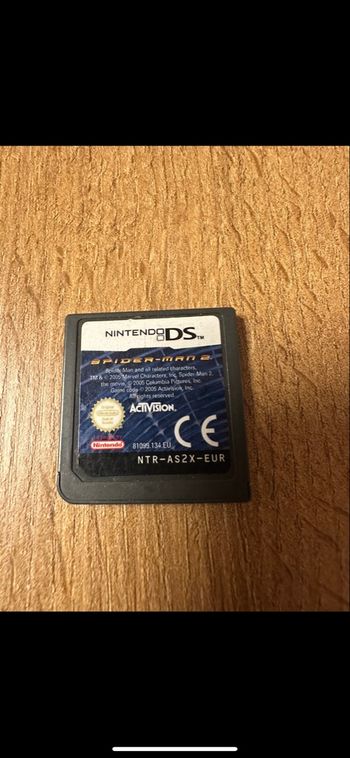 NINTENDO DS™
SPIDER-MAN 2
Spider-Man and all related characters,
TM & © 2005 Marvel Characters, Inc. Spider-Man 2,
the movie, © 2005 Columbia Pictures, Inc.
Game code © 2005 Activision, Inc.
All rights reserved.
ACTIVISION
CE
Nintendo
81099.134.EU
NTR-AS2X-EUR